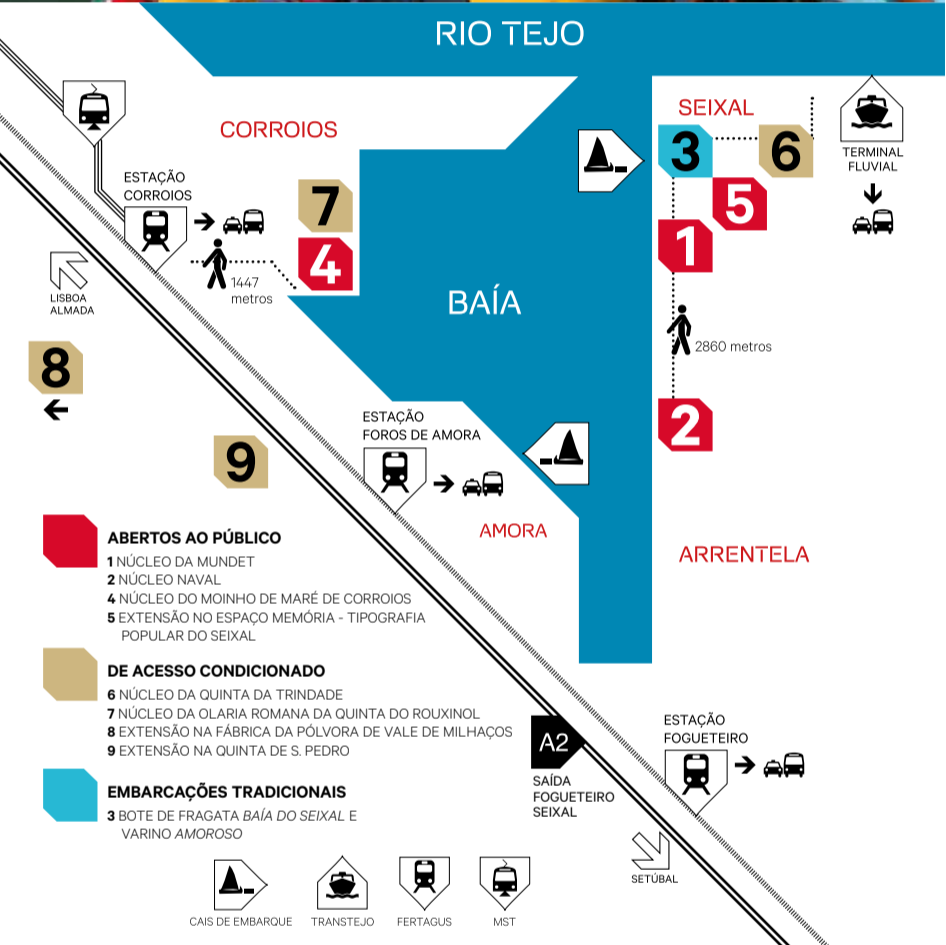 RIO TEJO
CORROIOS
SEIXAL
3
6
TERMINAL
FLUVIAL
ESTAÇÃO
CORROIOS
7
5
4
1
1447
metros
LISBOA
ALMADA
BAÍA
2860 metros
8
2
ESTAÇÃO
FOROS DE AMORA
9
AMORA
ARRENTELA
ABERTOS AO PÚBLICO
1 NÚCLEO DA MUNDET
2 NÚCLEO NAVAL
4 NÚCLEO DO MOINHO DE MARÉ DE CORROIOS
5 EXTENSÃO NO ESPAÇO MEMÓRIA - TIPOGRAFIA
POPULAR DO SEIXAL
DE ACESSO CONDICIONADO
6 NÚCLEO DA QUINTA DA TRINDADE
7 NÚCLEO DA OLARIA ROMANA DA QUINTA DO ROUXINOL
8 EXTENSÃO NA FÁBRICA DA PÓLVORA DE VALE DE MILHAÇOS
9 EXTENSÃO NA QUINTA DE S. PEDRO
EMBARCAÇÕES TRADICIONAIS
3 BOTE DE FRAGATA BAÍA DO SEIXAL E
VARINO AMOROSO
A2
SAÍDA
FOGUETEIRO
SEIXAL
ESTAÇÃO
FOGUETEIRO
SETÚBAL
CAIS DE EMBARQUE
TRANSTEJO
FERTAGUS
MST